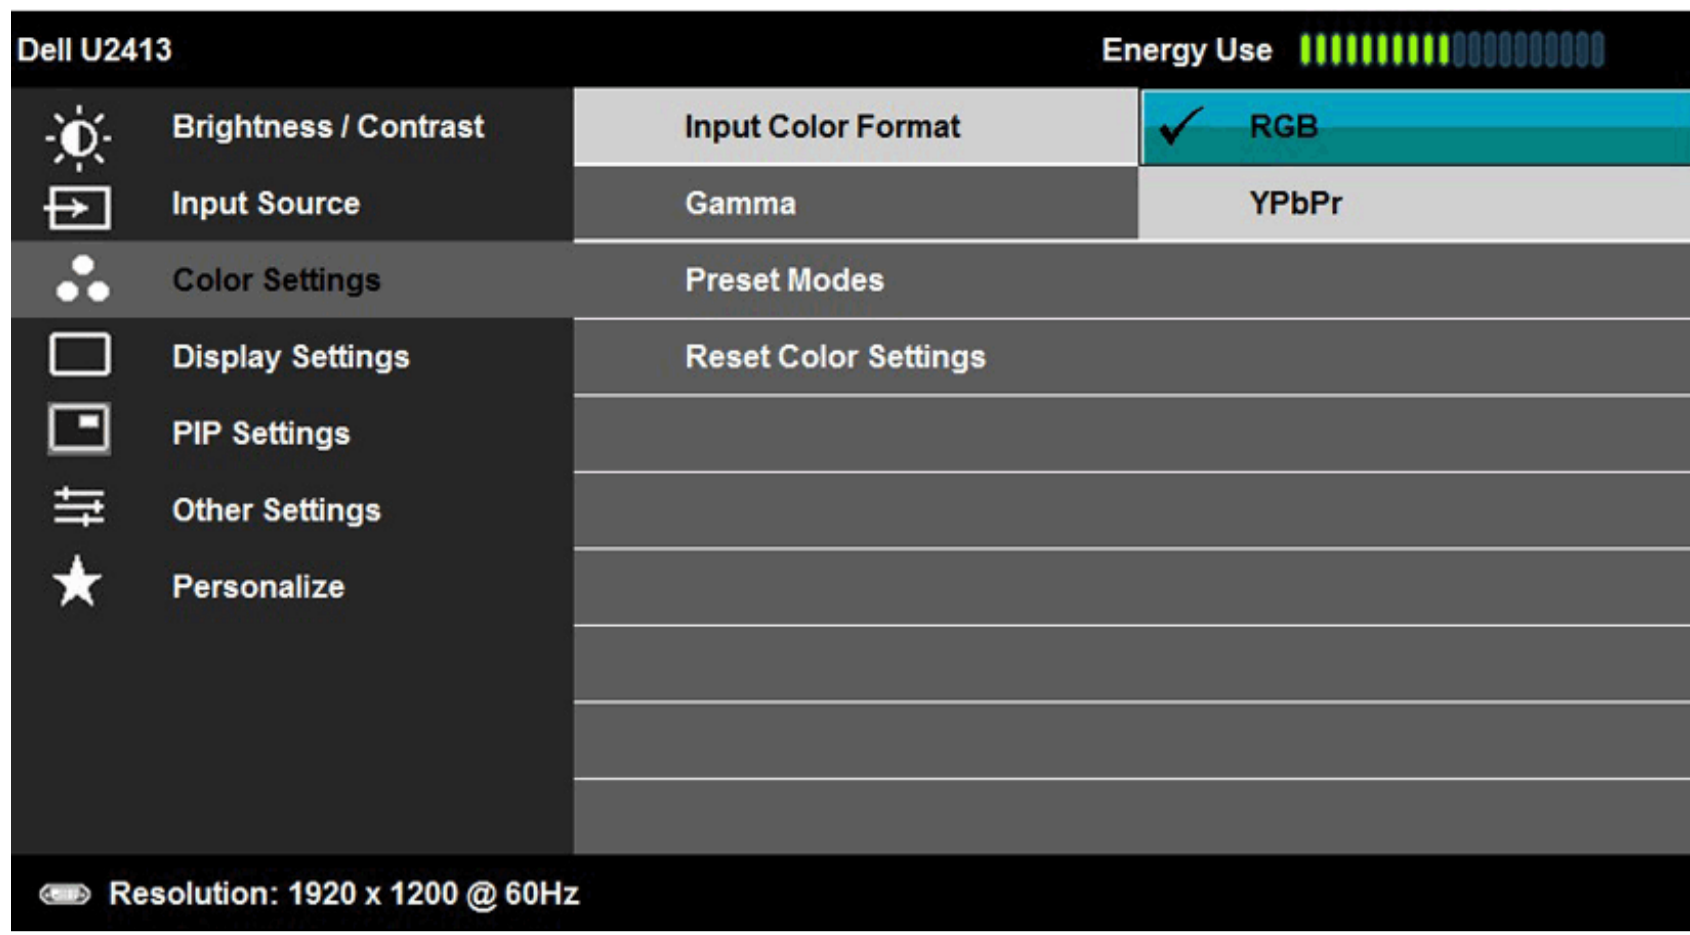 Dell U2413
Energy Use
Brightness / Contrast
Input Color Format
RGB
Input Source
Gamma
YPbPr
Color Settings
Preset Modes
Display Settings
Reset Color Settings
PIP Settings
Other Settings
Personalize
Resolution: 1920 x 1200 @ 60Hz